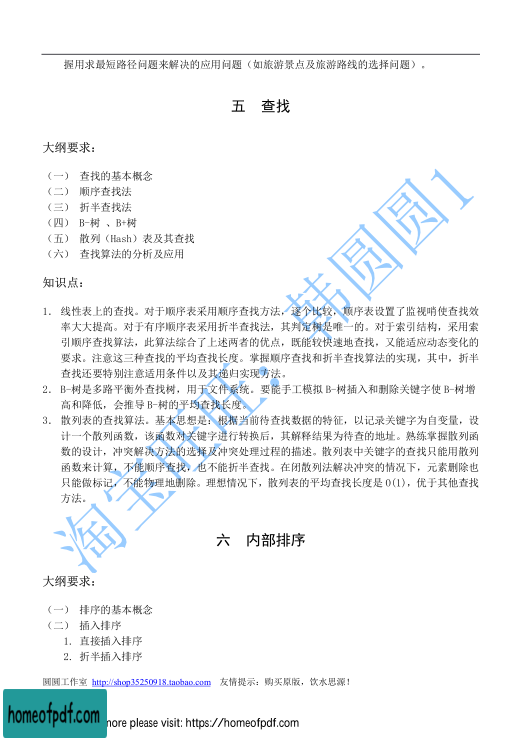 握用求最短路径问题来解决的应用问题（如旅游景点及旅游路线的选择问题）。
五 查找
大纲要求：
（一） 查找的基本概念
（二） 顺序查找法
（三） 折半查找法
（四） B-树 、B+树
（五） 散列（Hash）表及其查找
（六） 查找算法的分析及应用
知识点：
1. 线性表上的查找。对于顺序表采用顺序查找方法，逐个比较，顺序表设置了监视哨使查找效
率大大提高。对于有序顺序表采用折半查找法，其判定树是唯一的。对于索引结构，采用索
引顺序查找算法，此算法综合了上述两者的优点，既能较快速地查找，又能适应动态变化的
要求。注意这三种查找的平均查找长度。掌握顺序查找和折半查找算法的实现，其中，折半
查找还要特别注意适用条件以及其递归实现方法。
2. B-树是多路平衡外查找树，用于文件系统。要能手工模拟 B-树插入和删除关键字使 B-树增
高和降低，会推导 B-树的平均查找长度。
3. 散列表的查找算法。基本思想是：根据当前待查找数据的特征，以记录关键字为自变量，设
计一个散列函数，该函数对关键字进行转换后，其解释结果为待查的地址。熟练掌握散列函
数的设计，冲突解决方法的选择及冲突处理过程的描述。散列表中关键字的查找只能用散列
函数来计算，不能顺序查找，也不能折半查找。在闭散列法解决冲突的情况下，元素删除也
只能做标记，不能物理地删除。理想情况下，散列表的平均查找长度是 O(1)，优于其他查找
方法。
六 内部排序
大纲要求：
（一） 排序的基本概念
（二） 插入排序
1. 直接插入排序
2. 折半插入排序
圆圆工作室 http://shop35250918.taobao.com 友情提示：购买原版，饮水思源！
homeofpdf.com
more please visit: https://homeofpdf.com
淘宝旺旺：韩圆圆1